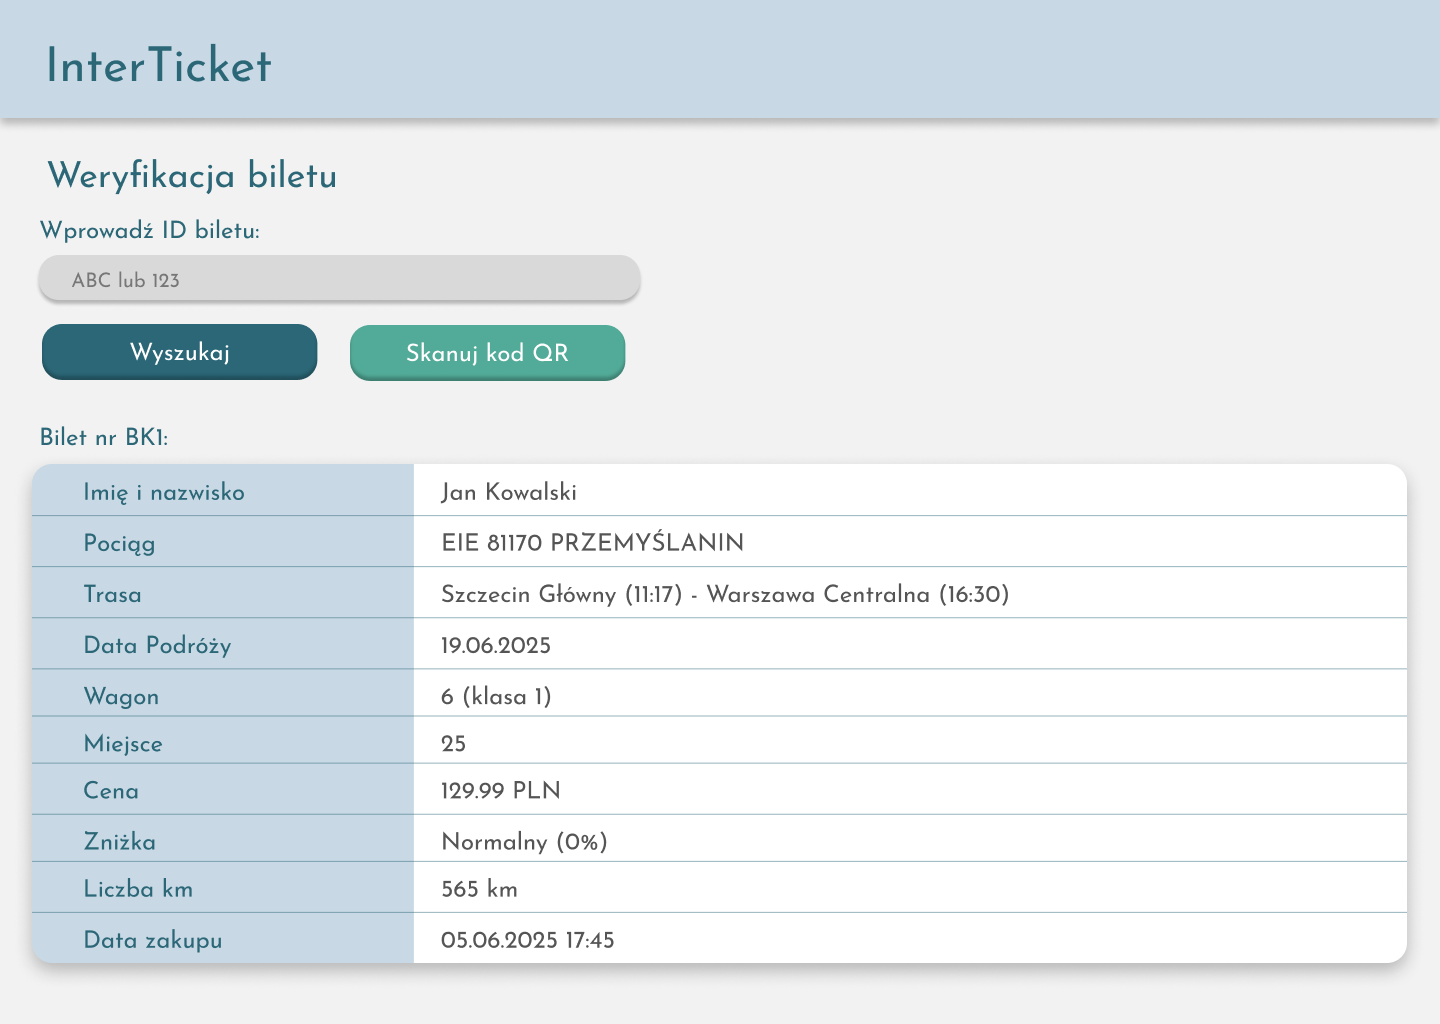 InterTicket
Weryfikacja biletu
Wprowadź ID biletu:
ABC lub 123
Wyszukaj
Skanuj kod QR
Bilet nr BK1:
Imię i nazwisko Jan Kowalski
Pociąg EIE 81170 PRZEMYŚLANIN
Trasa Szczecin Główny (11:17) - Warszawa Centralna (16:30)
Data Podróży 19.06.2025
Wagon 6 (klasa 1)
Miejsce 25
Cena 129.99 PLN
Zniżka Normalny (0%)
Liczba km 565 km
Data zakupu 05.06.2025 17:45